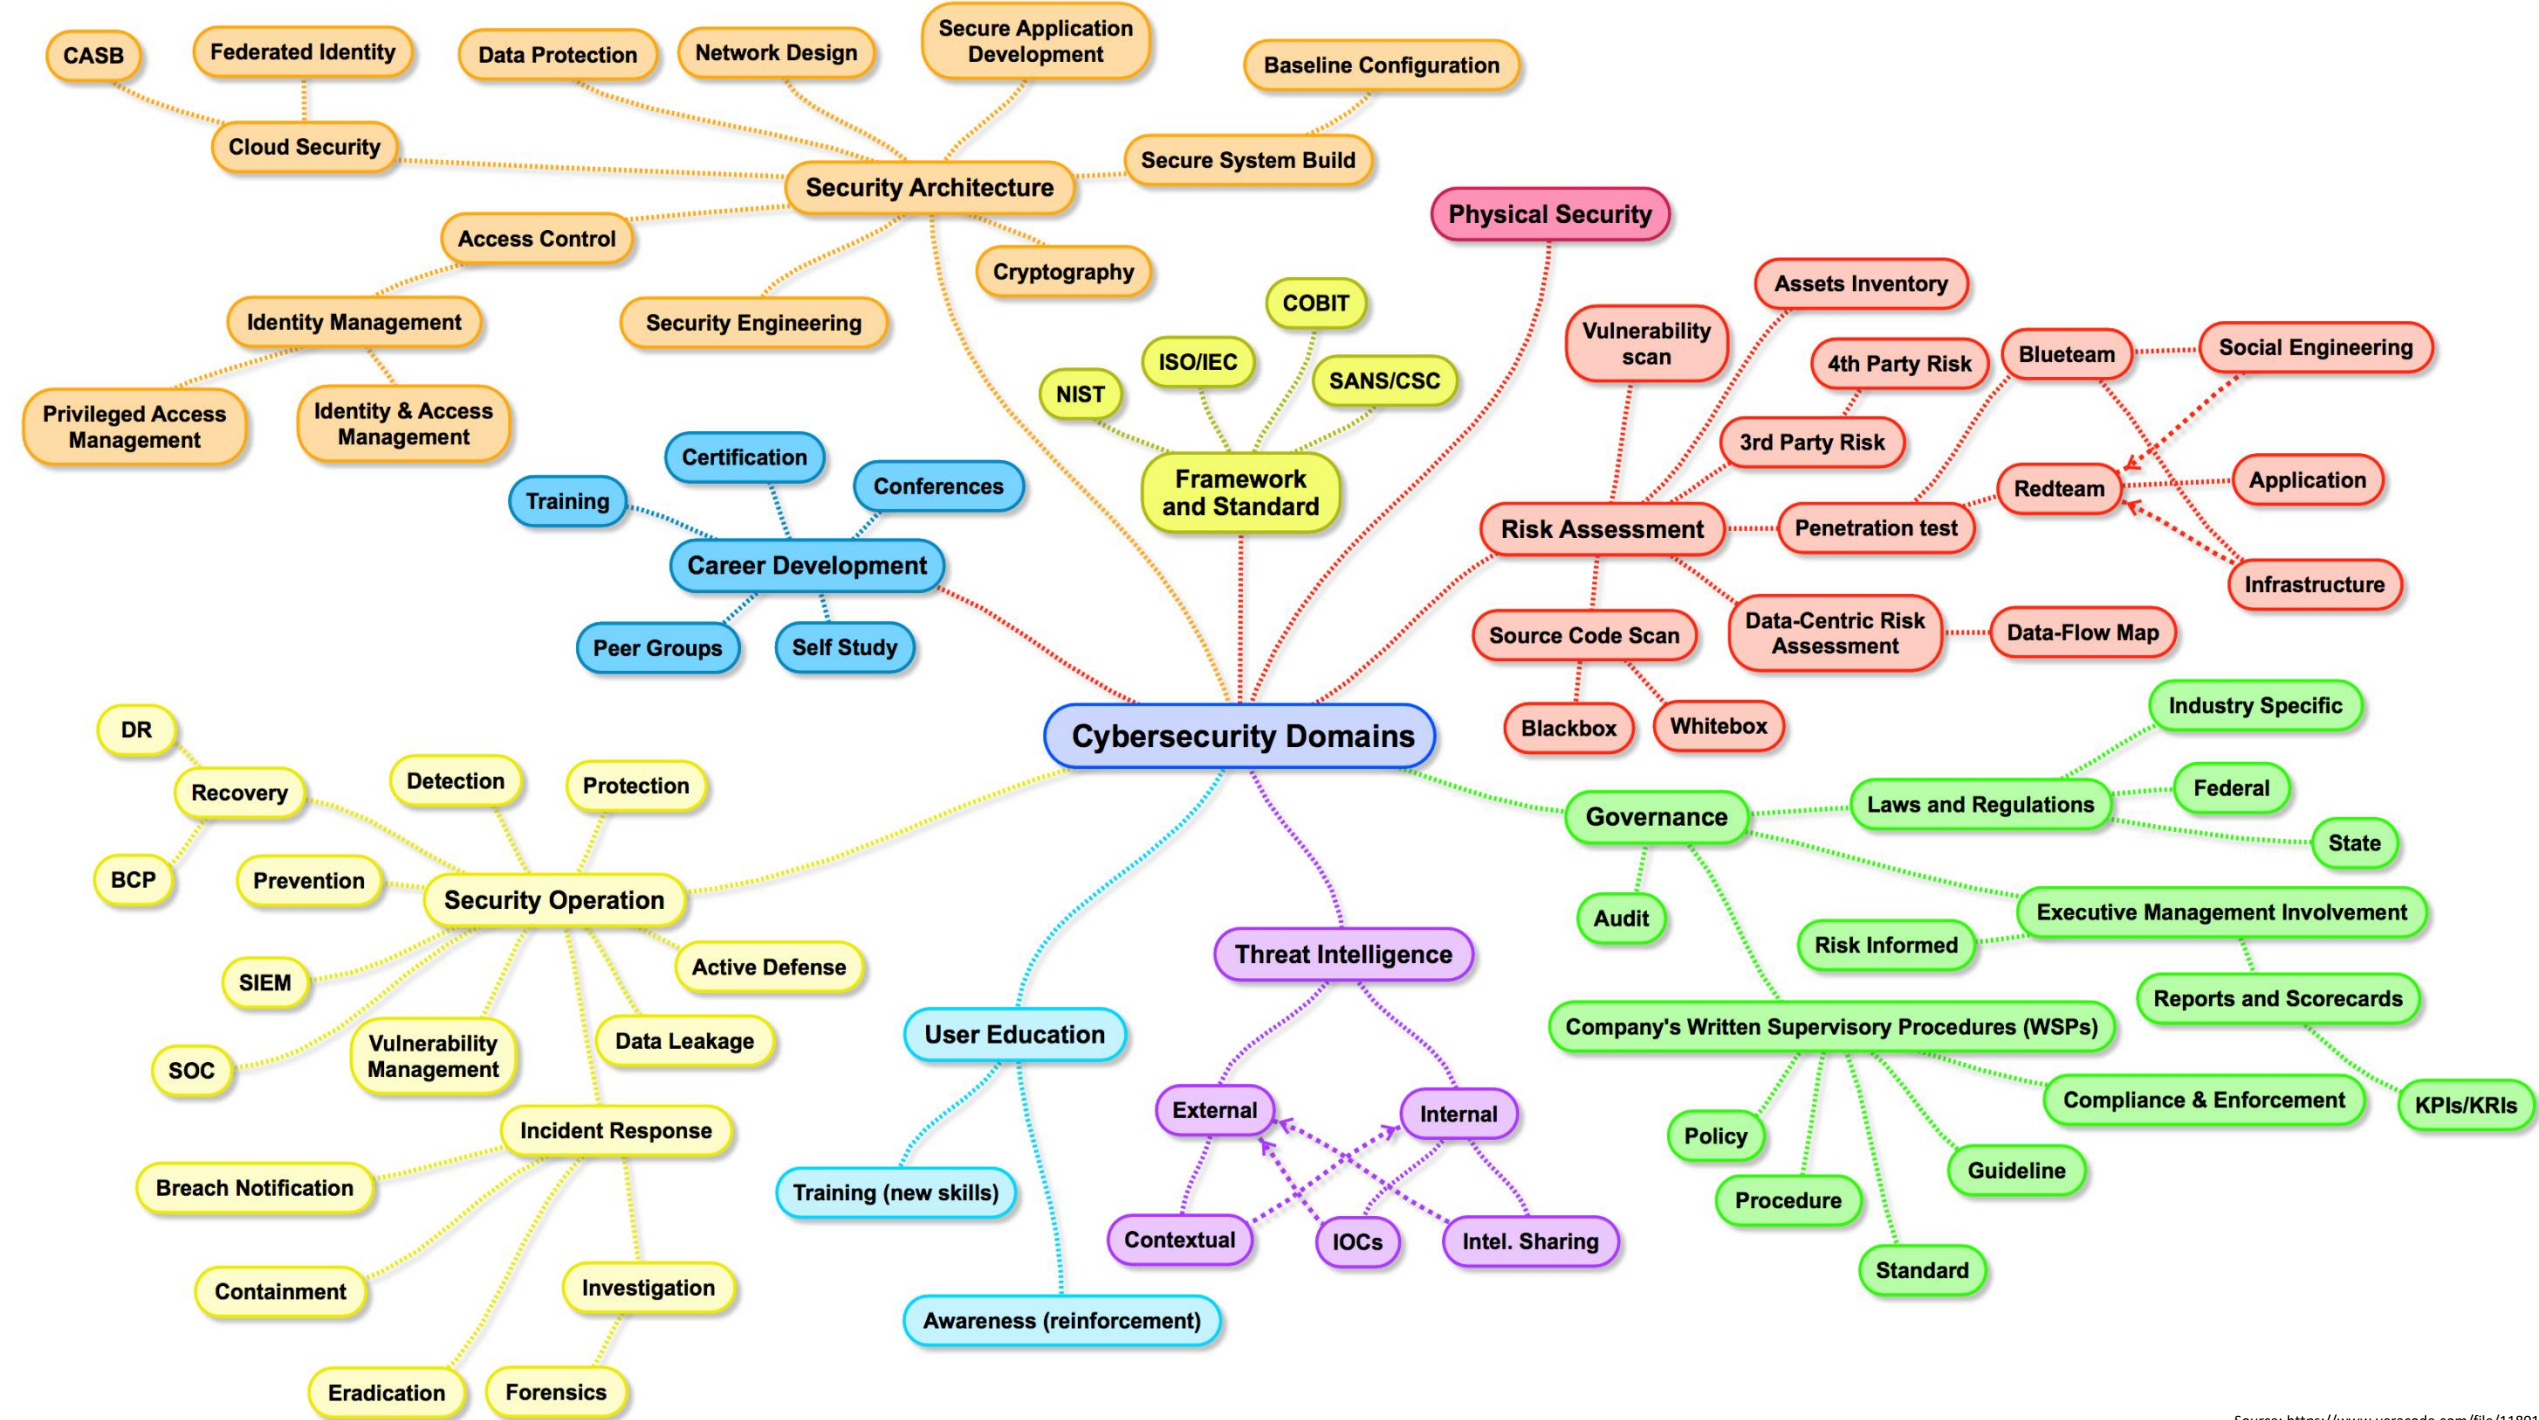 Secure Application
Development
CASB
Federated Identity
Data Protection
Network Design
Baseline Configuration
Cloud Security
Secure System Build
Security Architecture
Access Control
Cryptography
Identity Management
Security Engineering
Privileged Access
Management
Identity & Access
Management
Physical Security
COBIT
ISO/IEC
SANS/CSC
NIST
Framework
and Standard
Certification
Training
Conferences
Career Development
Peer Groups
Self Study
Assets Inventory
Vulnerability
scan
4th Party Risk
Blueteam
Social Engineering
3rd Party Risk
Redteam
Application
Risk Assessment
Penetration test
Infrastructure
Source Code Scan
Data-Centric Risk
Assessment
Data-Flow Map
Blackbox
Whitebox
Cybersecurity Domains
DR
Recovery
Detection
Protection
BCP
Prevention
Security Operation
SIEM
Active Defense
SOC
Vulnerability
Management
Data Leakage
Incident Response
Breach Notification
Containment
Investigation
Eradication
Forensics
User Education
Training (new skills)
Awareness (reinforcement)
Threat Intelligence
External
Internal
Contextual
IOCs
Intel. Sharing
Industry Specific
Governance
Laws and Regulations
Federal
State
Audit
Executive Management Involvement
Risk Informed
Reports and Scorecards
Company's Written Supervisory Procedures (WSPs)
Compliance & Enforcement
KPIs/KRIs
Policy
Guideline
Procedure
Standard